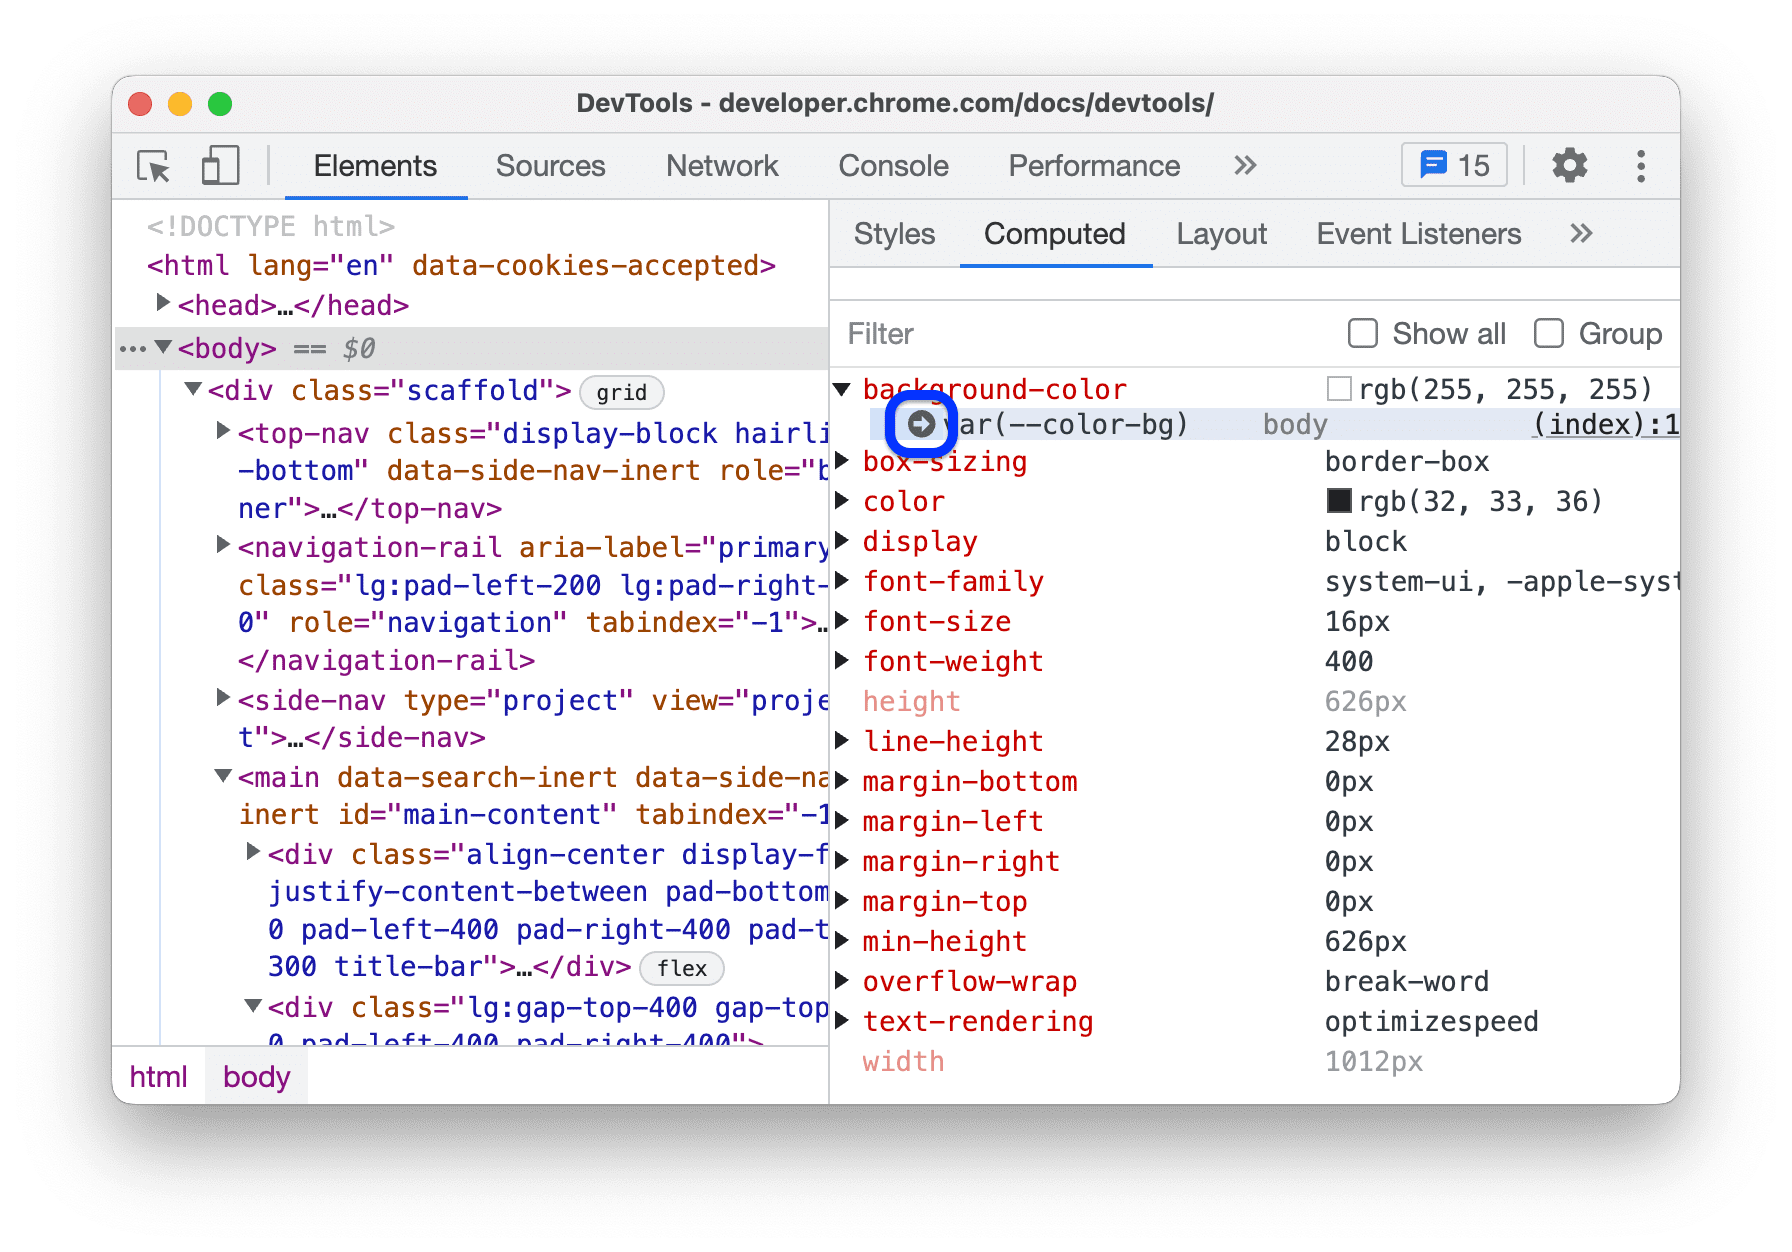 DevTools - developer.chrome.com/docs/devtools/
Elements Sources Network Console Performance » 15
<!DOCTYPE html>
<html lang="en" data-cookies-accepted>
<head>…</head>
<body> == $0
<div class="scaffold"> grid
<top-nav class="display-block hairli
-bottom" data-side-nav-inert role="b
ner">…</top-nav>
<navigation-rail aria-label="primary
class="lg:pad-left-200 lg:pad-right-
0" role="navigation" tabindex="-1">…
</navigation-rail>
<side-nav type="project" view="proje
t">…</side-nav>
<main data-search-inert data-side-na
inert id="main-content" tabindex="-1
<div class="align-center display-f
justify-content-between pad-bottom
0 pad-left-400 pad-right-400 pad-t
300 title-bar">…</div> flex
<div class="lg:gap-top-400 gap-top
0 pad-left-400 pad-right-400">
html body
Styles Computed Layout Event Listeners »
Filter Show all Group
background-color rgb(255, 255, 255)
var(--color-bg) body (index):1
box-sizing border-box
color rgb(32, 33, 36)
display block
font-family system-ui, -apple-syst
font-size 16px
font-weight 400
height 626px
line-height 28px
margin-bottom 0px
margin-left 0px
margin-right 0px
margin-top 0px
min-height 626px
overflow-wrap break-word
text-rendering optimizespeed
width 1012px